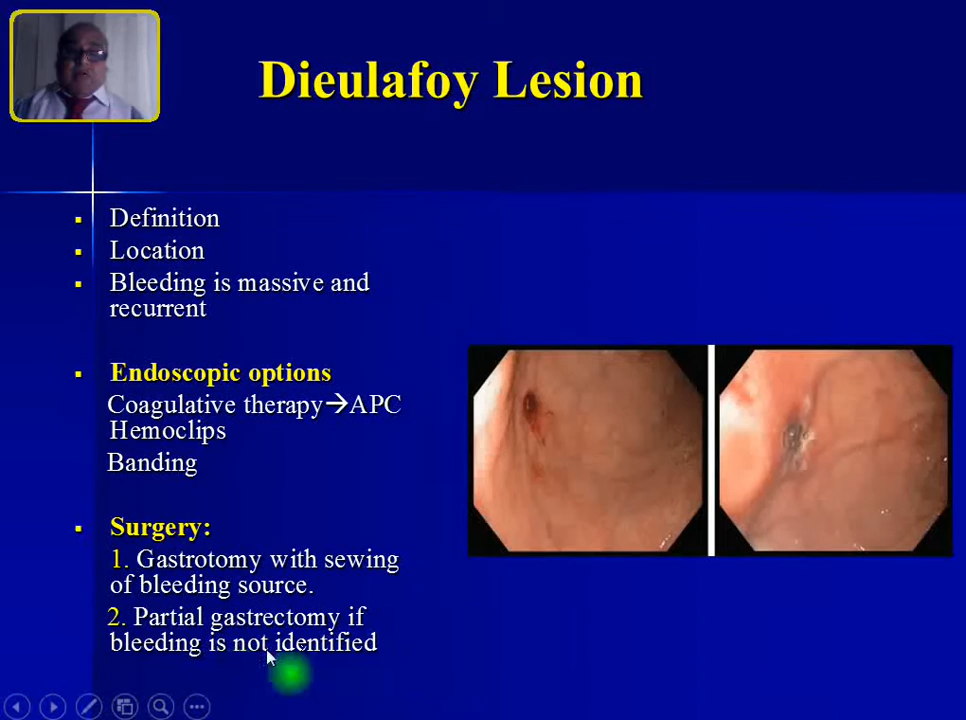 Dieulafoy Lesion
▪ Definition
▪ Location
▪ Bleeding is massive and
recurrent
▪ Endoscopic options
Coagulative therapy→APC
Hemoclips
Banding
▪ Surgery:
1. Gastrotomy with sewing
of bleeding source.
2. Partial gastrectomy if
bleeding is not identified